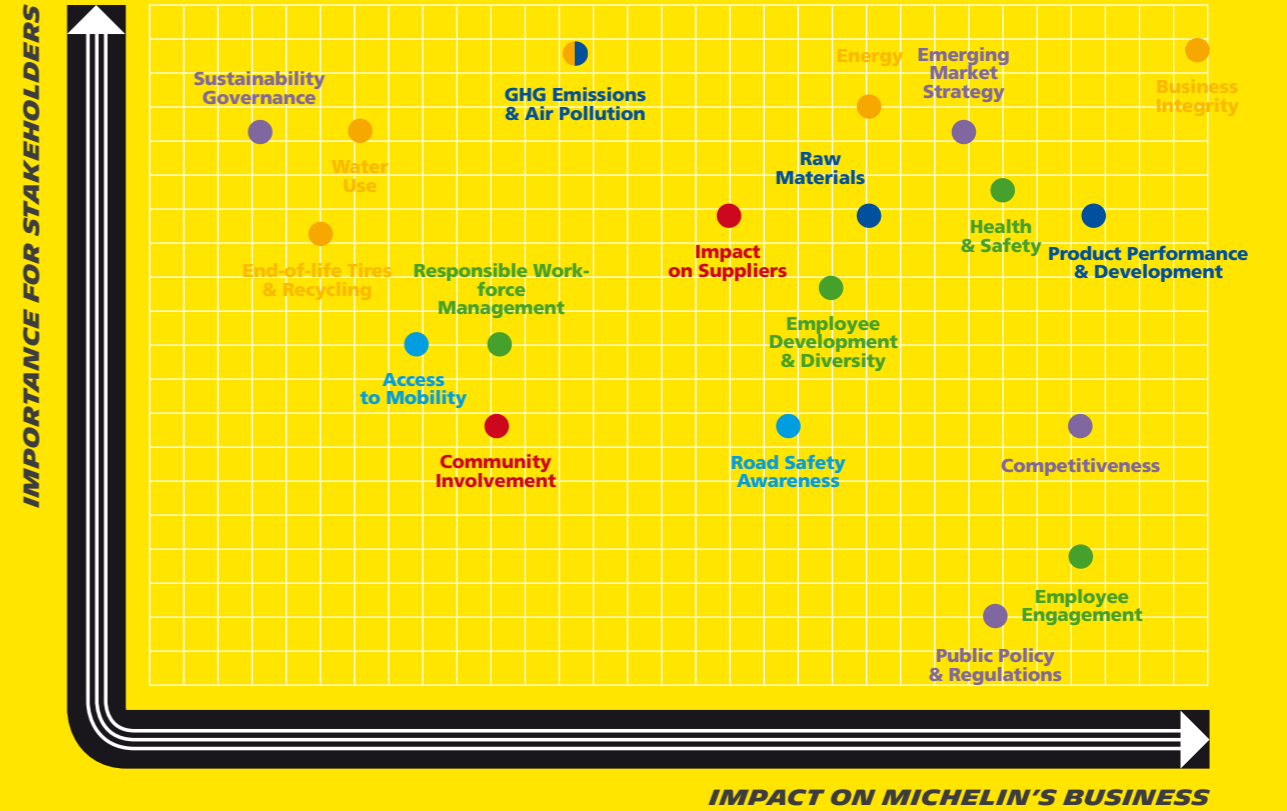 IMPORTANCE FOR STAKEHOLDERS
Sustainability
Governance
Water
Use
GHG Emissions
& Air Pollution
Energy
Emerging
Market
Strategy
Business
Integrity
Raw
Materials
End-of-life Tires
& Recycling
Responsible Work-
force
Management
Impact
on Suppliers
Health
& Safety
Product Performance
& Development
Employee
Development
& Diversity
Access
to Mobility
Community
Involvement
Road Safety
Awareness
Competitiveness
Employee
Engagement
Public Policy
& Regulations
IMPACT ON MICHELIN'S BUSINESS